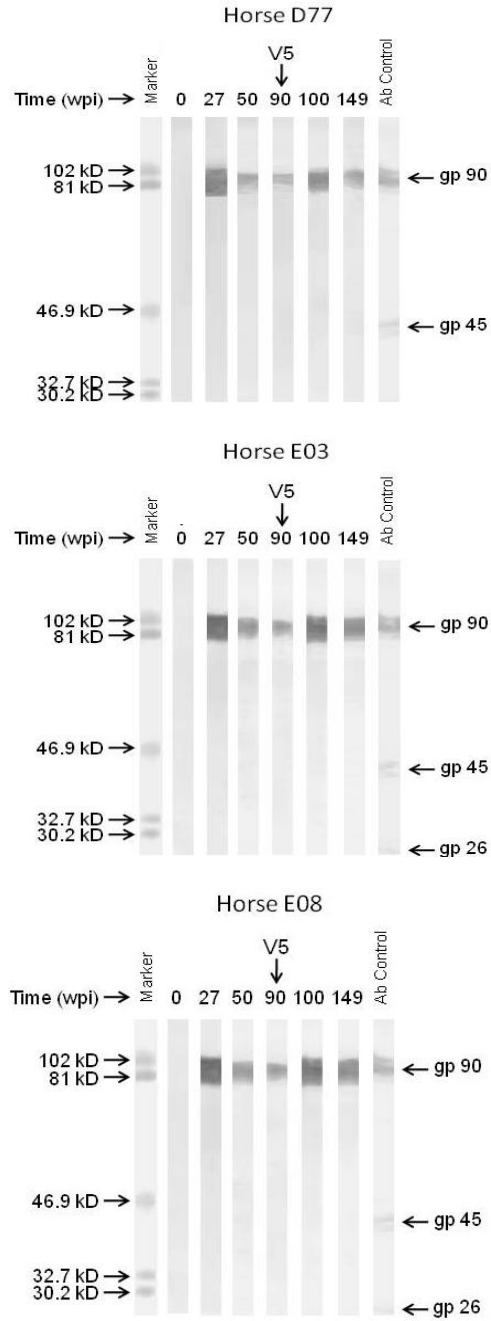 Horse D77
V5
Time (wpi) → Marker 0 27 50 90 100 149 Ab Control
102 kD →
81 kD →
← gp 90
46.9 kD →
← gp 45
32.7 kD →
30.2 kD →
Horse E03
V5
Time (wpi) → Marker 0 27 50 90 100 149 Ab Control
102 kD →
81 kD →
← gp 90
46.9 kD →
← gp 45
32.7 kD →
30.2 kD →
← gp 26
Horse E08
V5
Time (wpi) → Marker 0 27 50 90 100 149 Ab Control
102 kD →
81 kD →
← gp 90
46.9 kD →
← gp 45
32.7 kD →
30.2 kD →
← gp 26